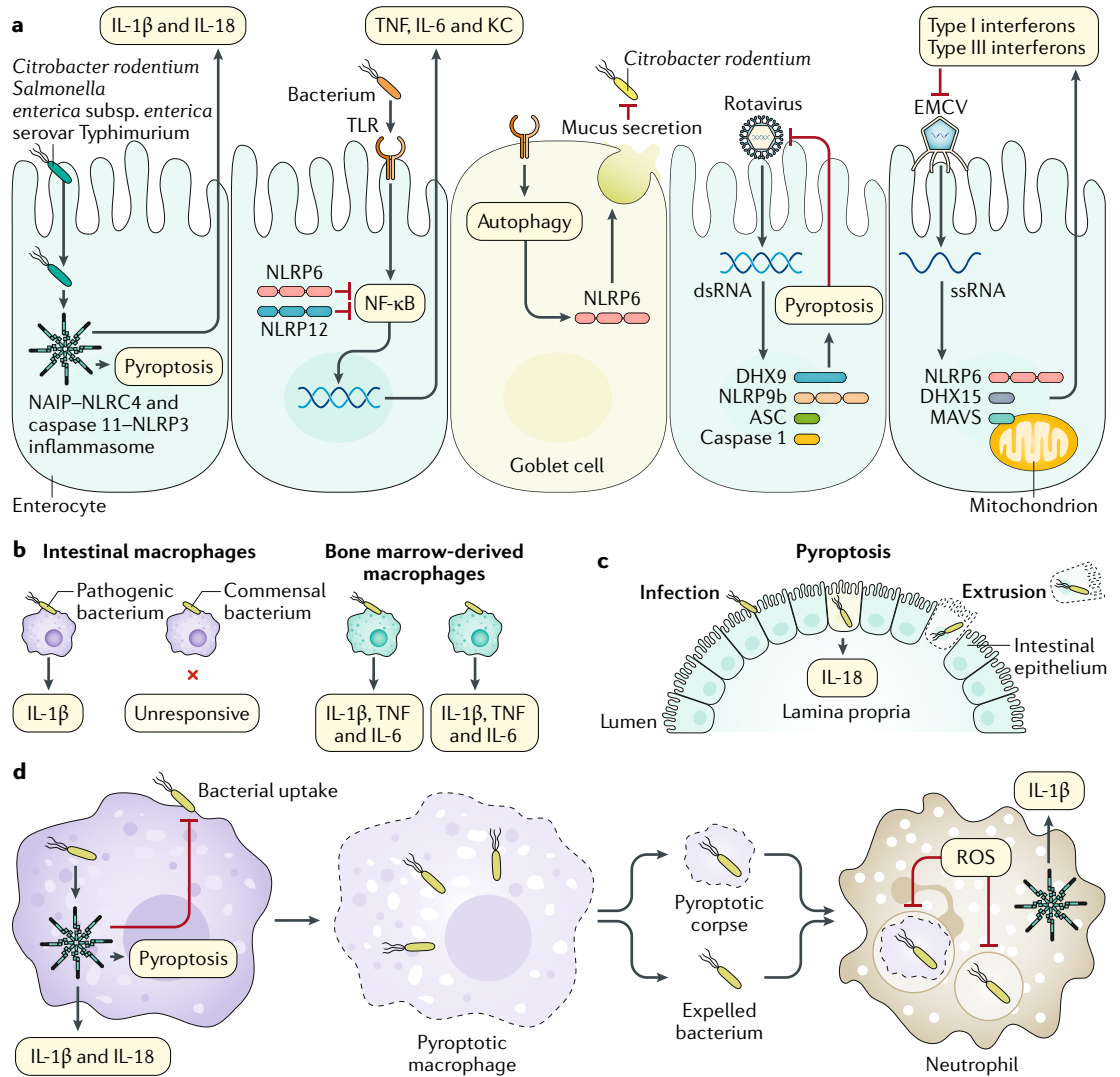 a
IL-1β and IL-18
Citrobacter rodentium
Salmonella
enterica subsp. enterica
serovar Typhimurium
NAIP–NLRC4 and
caspase 11–NLRP3
inflammasome
Pyroptosis
Enterocyte
TNF, IL-6 and KC
Bacterium
TLR
NLRP6
NLRP12
NF-κB
Citrobacter rodentium
Mucus secretion
Autophagy
NLRP6
Goblet cell
Rotavirus
dsRNA
Pyroptosis
DHX9
NLRP9b
ASC
Caspase 1
Type I interferons
Type III interferons
EMCV
ssRNA
NLRP6
DHX15
MAVS
Mitochondrion
b
Intestinal macrophages
Pathogenic
bacterium
Commensal
bacterium
IL-1β
Unresponsive
Bone marrow-derived
macrophages
IL-1β, TNF
and IL-6
IL-1β, TNF
and IL-6
c
Pyroptosis
Infection
Extrusion
Intestinal
epithelium
IL-18
Lamina propria
Lumen
d
Bacterial uptake
Pyroptosis
IL-1β and IL-18
Pyroptotic
macrophage
Pyroptotic
corpse
Expelled
bacterium
IL-1β
ROS
Neutrophil